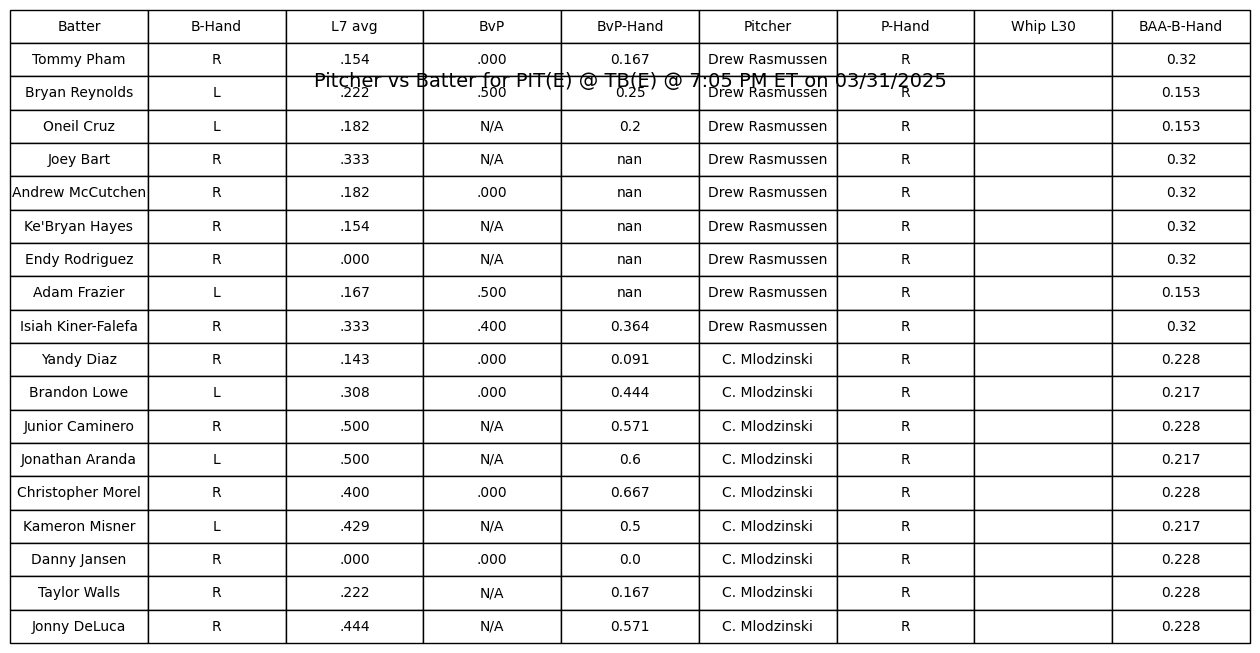 Batter B-Hand L7 avg BvP BvP-Hand Pitcher P-Hand Whip L30 BAA-B-Hand
Tommy Pham R .154 .000 0.167 Drew Rasmussen R 0.32
Pitcher vs Batter for PIT(E) @ TB(E) @ 7:05 PM ET on 03/31/2025
Bryan Reynolds L .222 .500 0.25 Drew Rasmussen R 0.153
Oneil Cruz L .182 N/A 0.2 Drew Rasmussen R 0.153
Joey Bart R .333 N/A nan Drew Rasmussen R 0.32
Andrew McCutchen R .182 .000 nan Drew Rasmussen R 0.32
Ke'Bryan Hayes R .154 N/A nan Drew Rasmussen R 0.32
Endy Rodriguez R .000 N/A nan Drew Rasmussen R 0.32
Adam Frazier L .167 .500 nan Drew Rasmussen R 0.153
Isiah Kiner-Falefa R .333 .400 0.364 Drew Rasmussen R 0.32
Yandy Diaz R .143 .000 0.091 C. Mlodzinski R 0.228
Brandon Lowe L .308 .000 0.444 C. Mlodzinski R 0.217
Junior Caminero R .500 N/A 0.571 C. Mlodzinski R 0.228
Jonathan Aranda L .500 N/A 0.6 C. Mlodzinski R 0.217
Christopher Morel R .400 .000 0.667 C. Mlodzinski R 0.228
Kameron Misner L .429 N/A 0.5 C. Mlodzinski R 0.217
Danny Jansen R .000 .000 0.0 C. Mlodzinski R 0.228
Taylor Walls R .222 N/A 0.167 C. Mlodzinski R 0.228
Jonny DeLuca R .444 N/A 0.571 C. Mlodzinski R 0.228